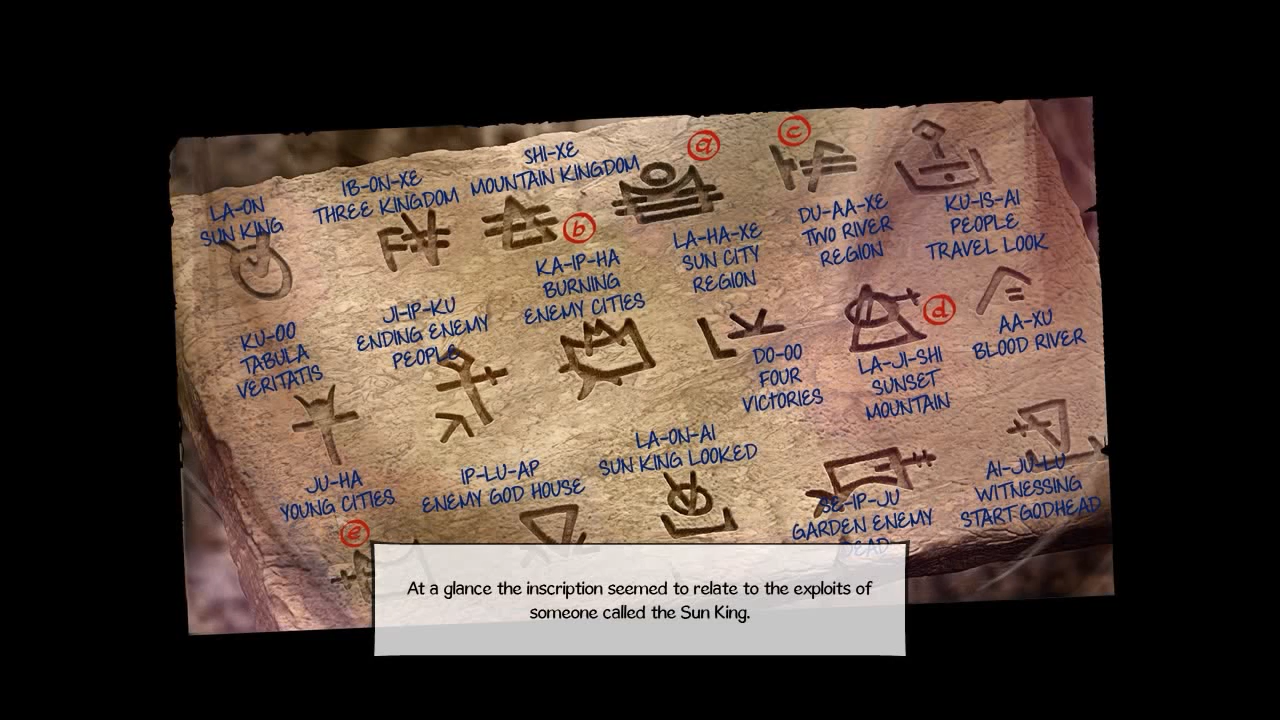 LA-ON
SUN KING
IB-ON-XE
THREE KINGDOM
SHI-XE
MOUNTAIN KINGDOM
a
LA-HA-XE
SUN CITY
REGION
c
DU-AA-XE
TWO RIVER
REGION
KU-IS-AI
PEOPLE
TRAVEL LOOK
KU-OO
TABULA
VERITATIS
JI-IP-KU
ENDING ENEMY
PEOPLE
b
KA-IP-HA
BURNING
ENEMY CITIES
DO-OO
FOUR
VICTORIES
d
LA-JI-SHI
SUNSET
MOUNTAIN
AA-XU
BLOOD RIVER
JU-HA
YOUNG CITIES
e
IP-LU-AP
ENEMY GOD HOUSE
LA-ON-AI
SUN KING LOOKED
SE-IP-JU
GARDEN ENEMY
DEAD
AI-JU-LU
WITNESSING
START GODHEAD
At a glance the inscription seemed to relate to the exploits of
someone called the Sun King.